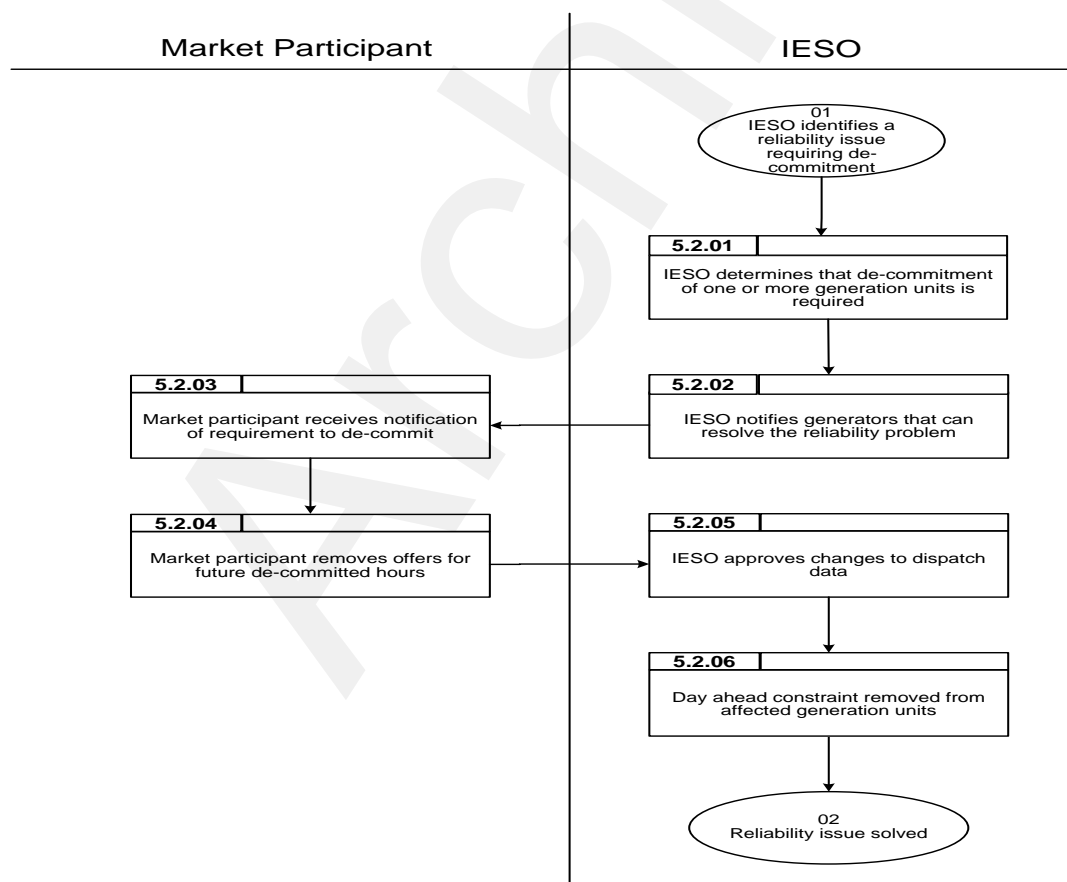 Market Participant
IESO
01
IESO identifies a
reliability issue
requiring de-
commitment
5.2.01
IESO determines that de-commitment
of one or more generation units is
required
5.2.03
Market participant receives notification
of requirement to de-commit
5.2.02
IESO notifies generators that can
resolve the reliability problem
5.2.04
Market participant removes offers for
future de-committed hours
5.2.05
IESO approves changes to dispatch
data
5.2.06
Day ahead constraint removed from
affected generation units
02
Reliability issue solved
Archi